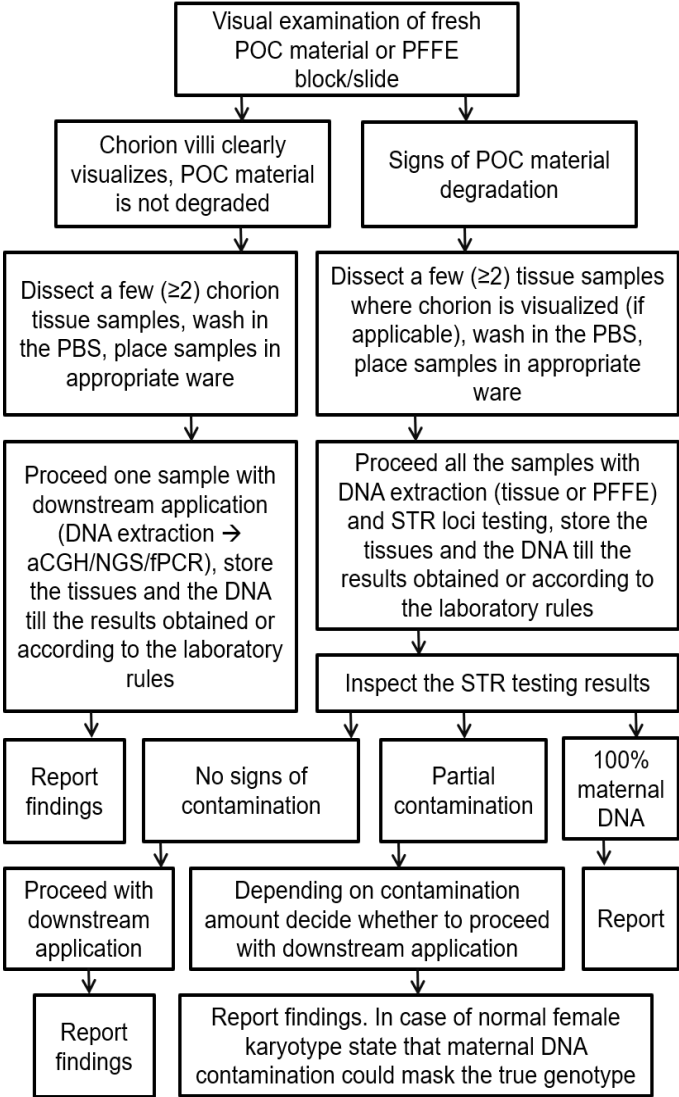 Visual examination of fresh
POC material or PFFE
block/slide
Chorion villi clearly
visualizes, POC material
is not degraded
Signs of POC material
degradation
Dissect a few (≥2) chorion
tissue samples, wash in
the PBS, place samples in
appropriate ware
Dissect a few (≥2) tissue samples
where chorion is visualized (if
applicable), wash in the PBS,
place samples in appropriate
ware
Proceed one sample with
downstream application
(DNA extraction →
aCGH/NGS/fPCR), store
the tissues and the DNA
till the results obtained or
according to the laboratory
rules
Proceed all the samples with
DNA extraction (tissue or PFFE)
and STR loci testing, store the
tissues and the DNA till the
results obtained or according to
the laboratory rules
Inspect the STR testing results
Report
findings
No signs of
contamination
Partial
contamination
100%
maternal
DNA
Proceed with
downstream
application
Depending on contamination
amount decide whether to proceed
with downstream application
Report
Report
findings
Report findings. In case of normal female
karyotype state that maternal DNA
contamination could mask the true genotype